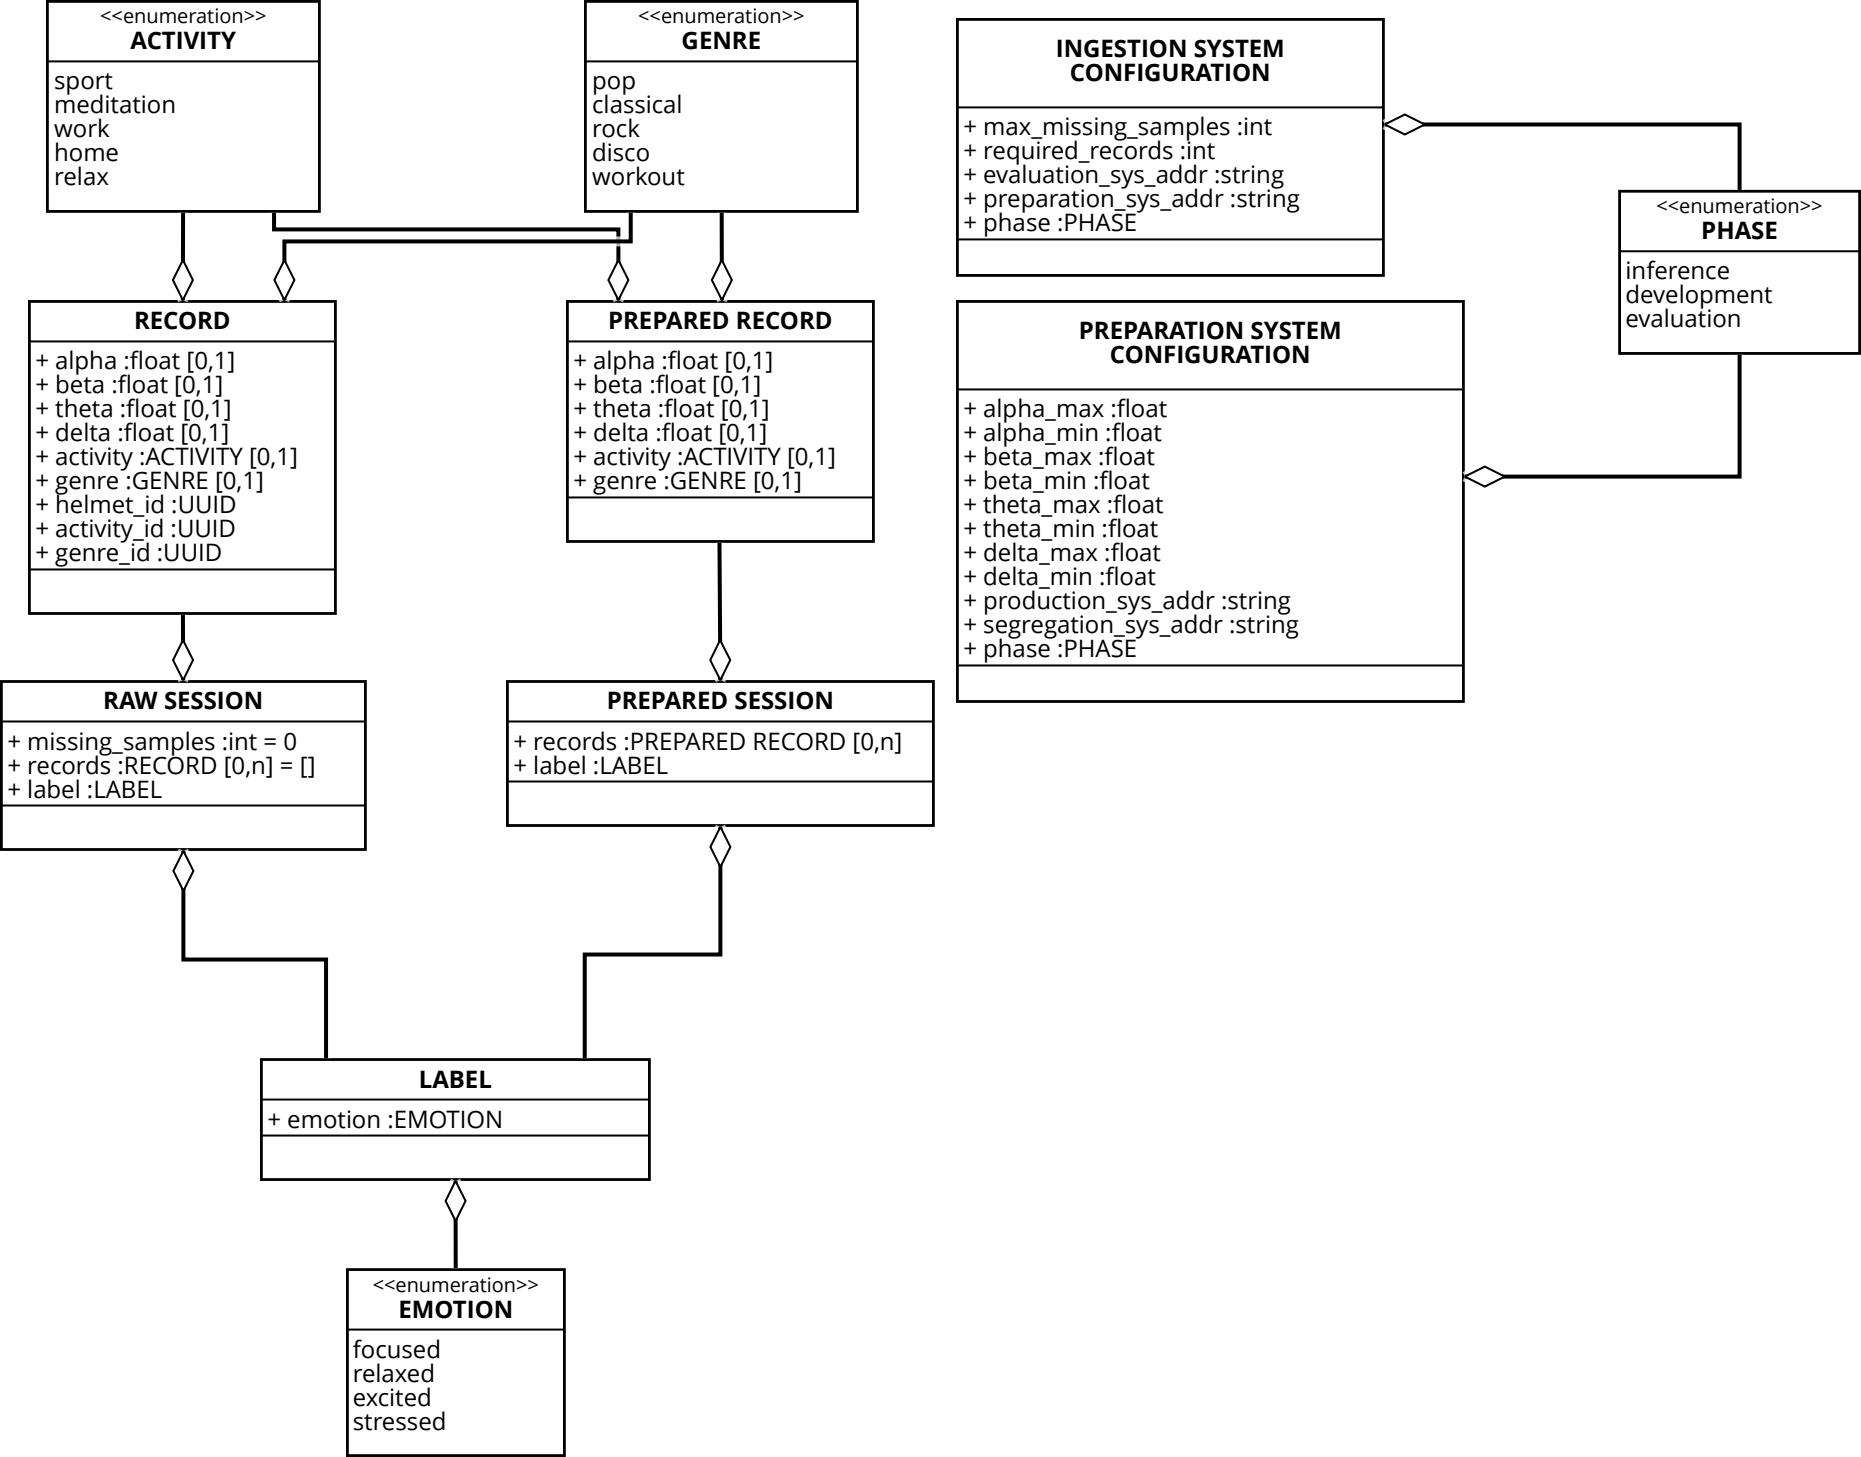 <<enumeration>>
ACTIVITY
sport
meditation
work
home
relax
<<enumeration>>
GENRE
pop
classical
rock
disco
workout
INGESTION SYSTEM
CONFIGURATION
+ max_missing_samples :int
+ required_records :int
+ evaluation_sys_addr :string
+ preparation_sys_addr :string
+ phase :PHASE
<<enumeration>>
PHASE
inference
development
evaluation
RECORD
+ alpha :float [0,1]
+ beta :float [0,1]
+ theta :float [0,1]
+ delta :float [0,1]
+ activity :ACTIVITY [0,1]
+ genre :GENRE [0,1]
+ helmet_id :UUID
+ activity_id :UUID
+ genre_id :UUID
PREPARED RECORD
+ alpha :float [0,1]
+ beta :float [0,1]
+ theta :float [0,1]
+ delta :float [0,1]
+ activity :ACTIVITY [0,1]
+ genre :GENRE [0,1]
PREPARATION SYSTEM
CONFIGURATION
+ alpha_max :float
+ alpha_min :float
+ beta_max :float
+ beta_min :float
+ theta_max :float
+ theta_min :float
+ delta_max :float
+ delta_min :float
+ production_sys_addr :string
+ segregation_sys_addr :string
+ phase :PHASE
RAW SESSION
+ missing_samples :int = 0
+ records :RECORD [0,n] = []
+ label :LABEL
PREPARED SESSION
+ records :PREPARED RECORD [0,n]
+ label :LABEL
LABEL
+ emotion :EMOTION
<<enumeration>>
EMOTION
focused
relaxed
excited
stressed